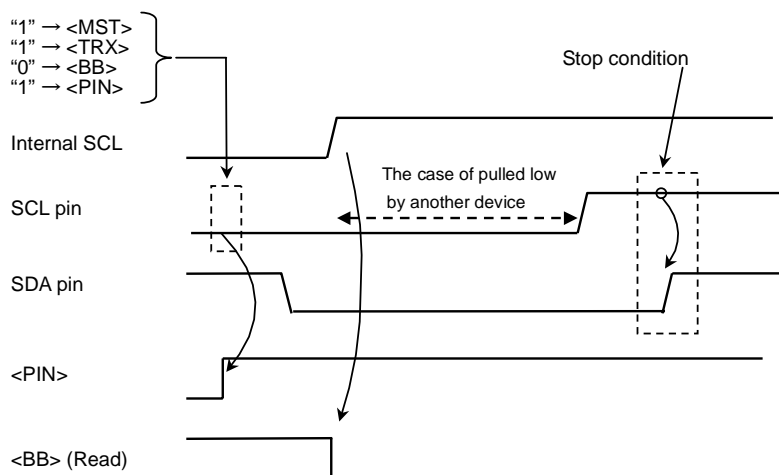 “1” → <MST>
“1” → <TRX>
“0” → <BB>
“1” → <PIN>
Stop condition
Internal SCL
The case of pulled low
by another device
SCL pin
SDA pin
<PIN>
<BB> (Read)